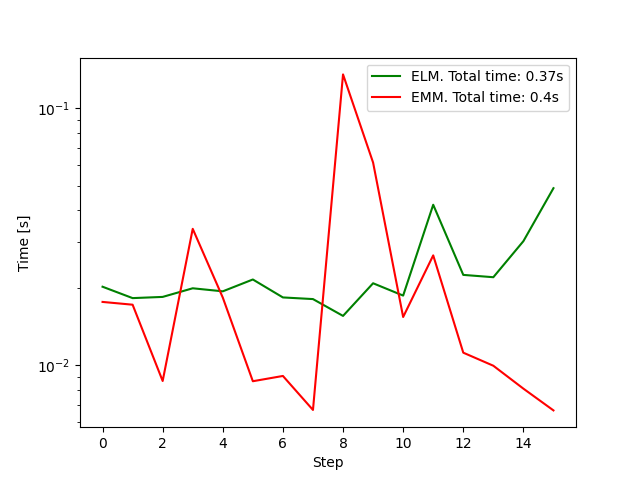 ELM. Total time: 0.37s
EMM. Total time: 0.4s
10⁻¹
10⁻²
Time [s]
0 2 4 6 8 10 12 14
Step